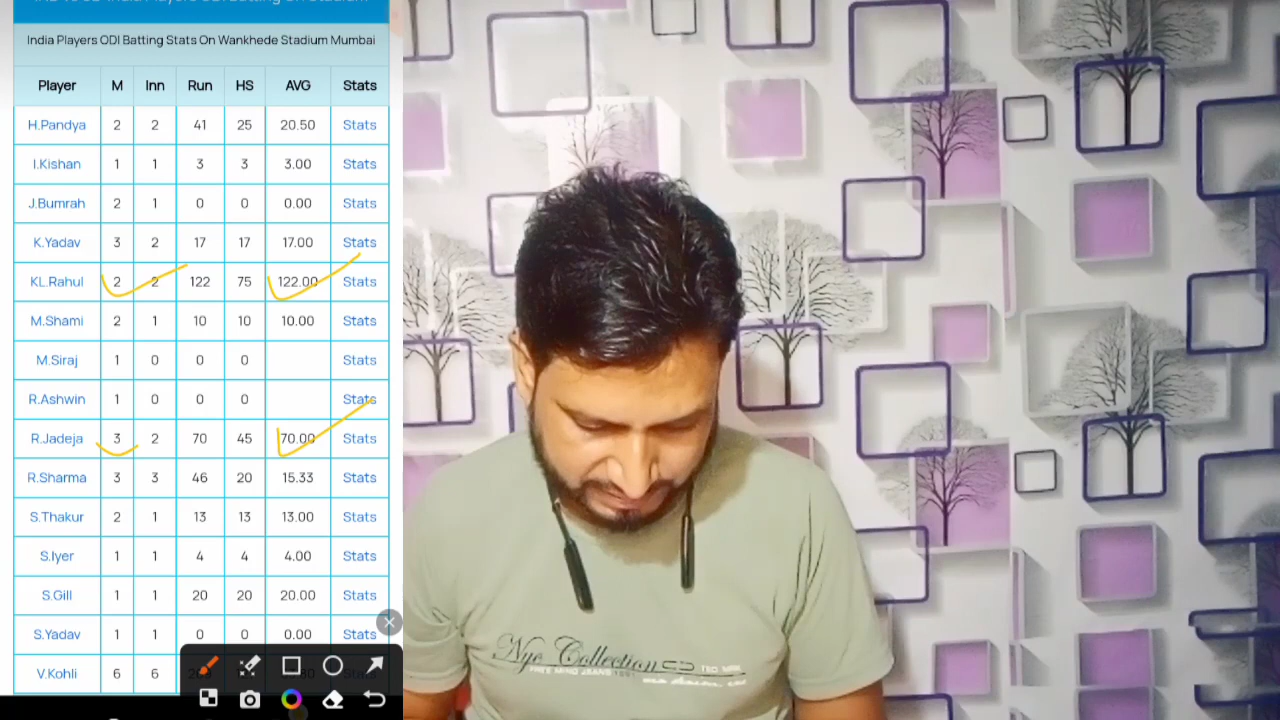 India Players ODI Batting Stats On Wankhede Stadium Mumbai
Player M Inn Run HS AVG Stats
H.Pandya 2 2 41 25 20.50 Stats
I.Kishan 1 1 3 3 3.00 Stats
J.Bumrah 2 1 0 0 0.00 Stats
K.Yadav 3 2 17 17 17.00 Stats
KL.Rahul 2 2 122 75 122.00 Stats
M.Shami 2 1 10 10 10.00 Stats
M.Siraj 1 0 0 0 Stats
R.Ashwin 1 0 0 0 Stats
R.Jadeja 3 2 70 45 70.00 Stats
R.Sharma 3 3 46 20 15.33 Stats
S.Thakur 2 1 13 13 13.00 Stats
S.Iyer 1 1 4 4 4.00 Stats
S.Gill 1 1 20 20 20.00 Stats
S.Yadav 1 1 0 0 0.00 Stats
V.Kohli 6 6
Nyc Collection